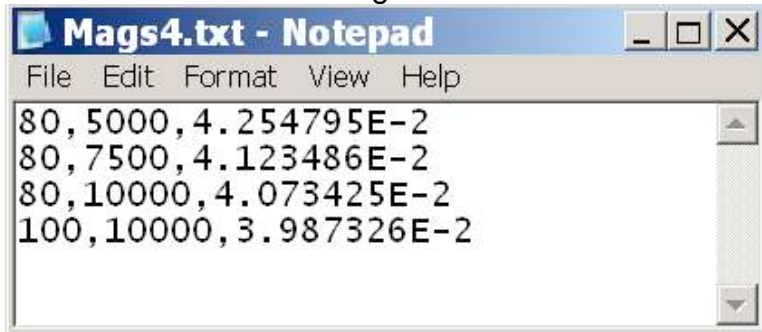 Mags4.txt - Notepad
File Edit Format View Help
80,5000,4.254795E-2
80,7500,4.123486E-2
80,10000,4.073425E-2
100,10000,3.987326E-2